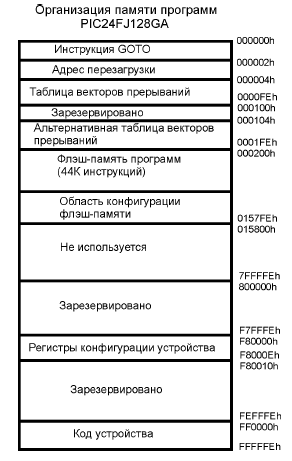 Организация памяти программ
PIC24FJ128GA
000000h
Инструкция GOTO
000002h
Адрес перезагрузки
000004h
Таблица векторов прерываний
0000FEh
000100h
Зарезервировано
000104h
Альтернативная таблица векторов
прерываний
0001FEh
000200h
Флэш-память программ
(44K инструкций)
Область конфигурации
флэш-памяти
0157FEh
015800h
Не используется
7FFFFEh
800000h
Зарезервировано
F7FFFEh
F80000h
Регистры конфигурации устройства
F8000Eh
F80010h
Зарезервировано
FEFFFEh
FF0000h
Код устройства
FFFFFEh